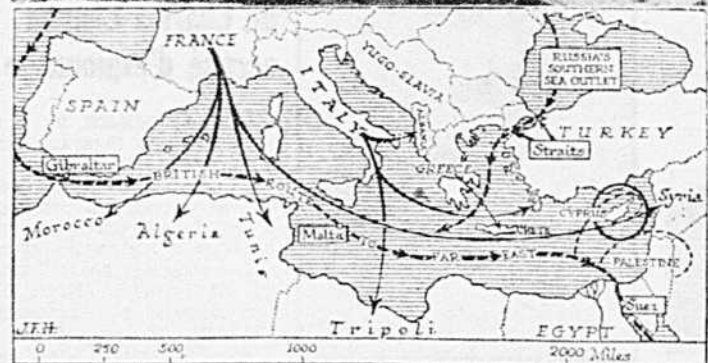 FRANCE
SPAIN
ITALY
YUGO-SLAVIA
RUSSIA'S
SOUTHERN
SEA OUTLET
TURKEY
Straits
GREECE
Gibraltar
BRITISH ROUTE TO FAR EAST
Morocco
Algeria
Tunis
Malta
CRETE
CYPRUS
Syria
PALESTINE
Suez
J.F.H.
Tripoli
EGYPT
0 250 500 1000 2000 Miles